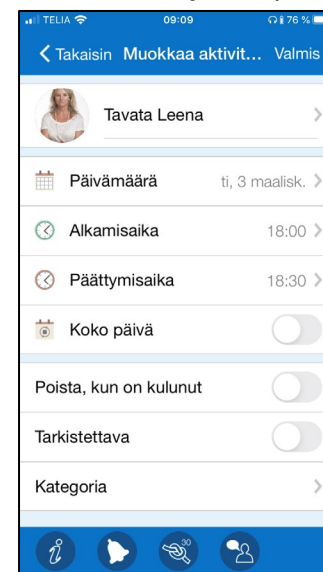 TELIA 09:09 76 %
Takaisin Muokkaa aktivit... Valmis
Tavata Leena
Päivämäärä ti, 3 maalisk.
Alkamisaika 18:00
Päättymisaika 18:30
Koko päivä
Poista, kun on kulunut
Tarkistettava
Kategoria
30